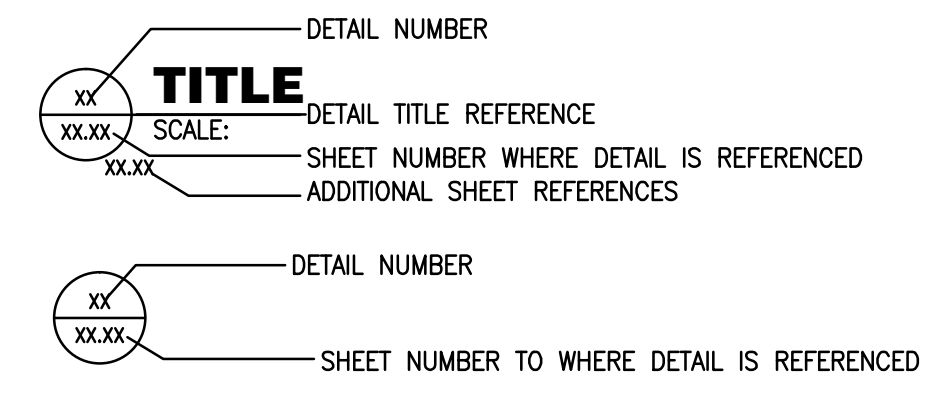 DETAIL NUMBER
XX
TITLE
DETAIL TITLE REFERENCE
XX.XX
SCALE:
SHEET NUMBER WHERE DETAIL IS REFERENCED
XX.XX
ADDITIONAL SHEET REFERENCES
DETAIL NUMBER
XX
XX.XX
SHEET NUMBER TO WHERE DETAIL IS REFERENCED